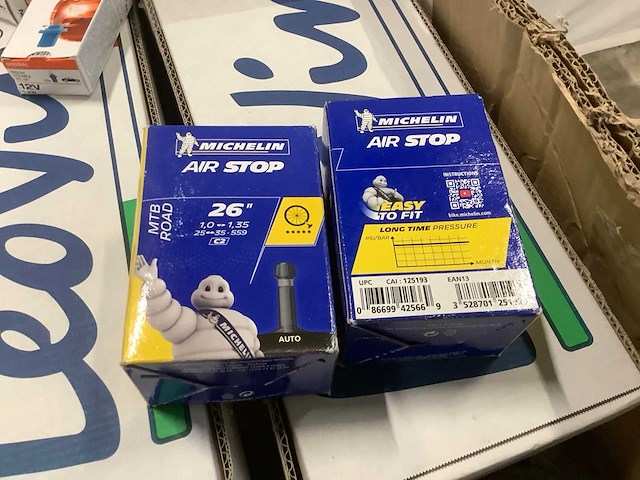 12V
MICHELIN
AIR STOP
MTB
ROAD
26"
1,0 ↔ 1,35
25↔35-559
C2
MICHELIN
AUTO
MICHELIN
AIR STOP
INSTRUCTIONS
EASY
TO FIT
bike.michelin.com
LONG TIME PRESSURE
PSI/BAR
MONTH
UPC CAI : 125193 EAN13
0 86699 42566 9
3 528701 251